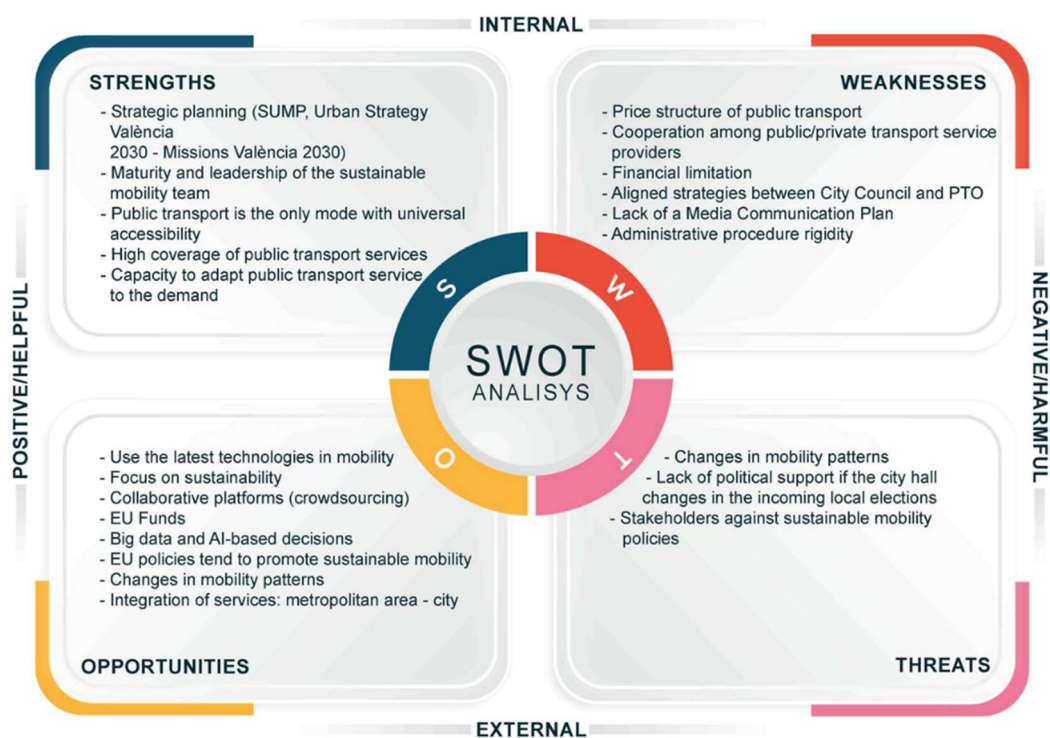 INTERNAL
STRENGTHS
- Strategic planning (SUMP, Urban Strategy
València
2030 - Missions València 2030)
- Maturity and leadership of the sustainable
mobility team
- Public transport is the only mode with universal
accessibility
- High coverage of public transport services
- Capacity to adapt public transport service
to the demand
WEAKNESSES
- Price structure of public transport
- Cooperation among public/private transport service
providers
- Financial limitation
- Aligned strategies between City Council and PTO
- Lack of a Media Communication Plan
- Administrative procedure rigidity
POSITIVE/HELPFUL
NEGATIVE/HARMFUL
S
W
SWOT
ANALISYS
O
T
- Use the latest technologies in mobility
- Focus on sustainability
- Collaborative platforms (crowdsourcing)
- EU Funds
- Big data and AI-based decisions
- EU policies tend to promote sustainable mobility
- Changes in mobility patterns
- Integration of services: metropolitan area - city
OPPORTUNITIES
- Changes in mobility patterns
- Lack of political support if the city hall
changes in the incoming local elections
- Stakeholders against sustainable mobility
policies
THREATS
EXTERNAL